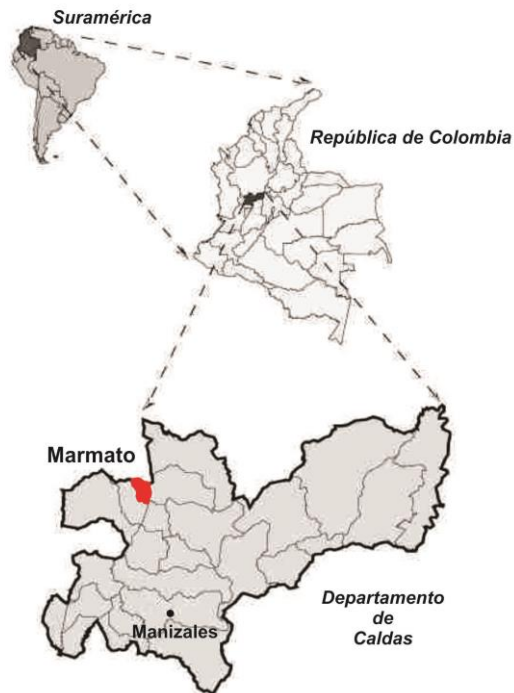 Suramérica
República de Colombia
Marmato
Manizales
Departamento
de
Caldas